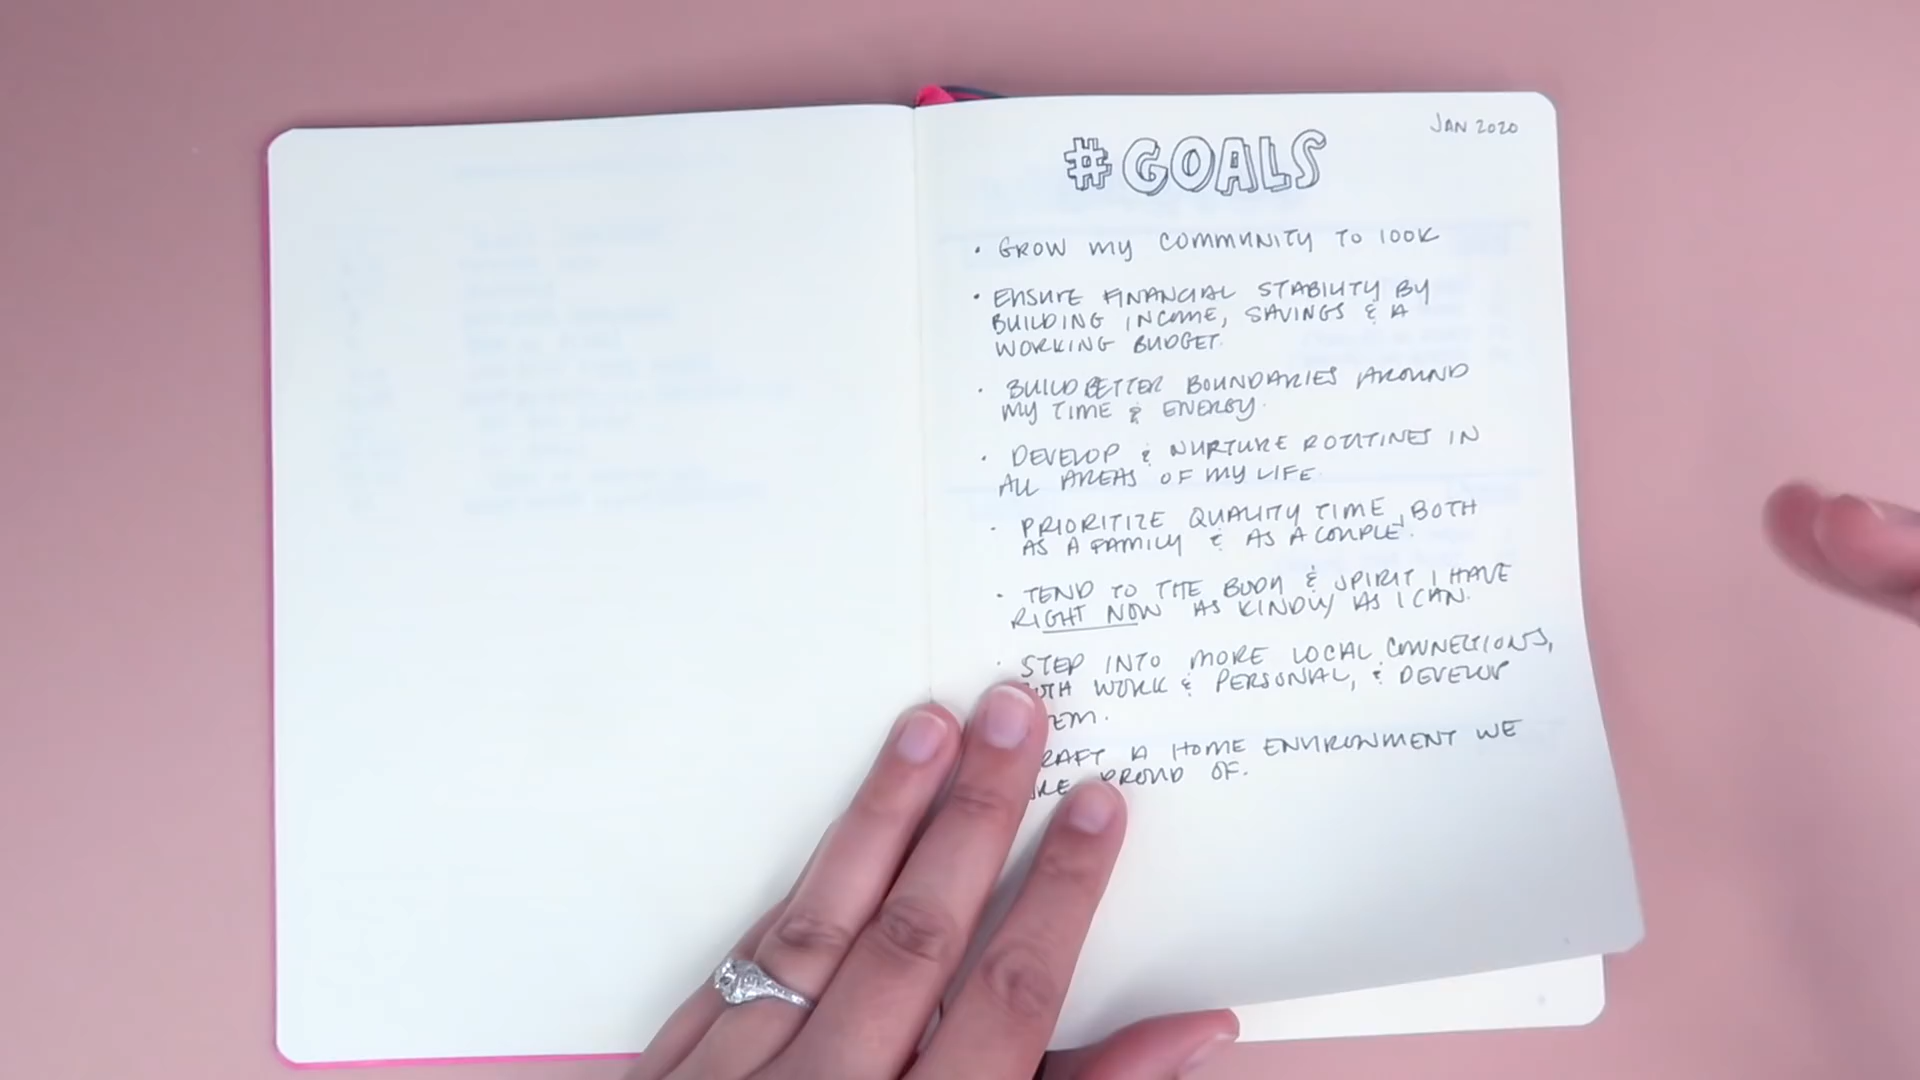 JAN 2020
#GOALS
• GROW MY COMMUNITY TO 100K
• ENSURE FINANCIAL STABILITY BY
BUILDING INCOME, SAVINGS & A
WORKING BUDGET.
• BUILD BETTER BOUNDARIES AROUND
MY TIME & ENERGY.
• DEVELOP & NURTURE ROUTINES IN
ALL AREAS OF MY LIFE.
• PRIORITIZE QUALITY TIME, BOTH
AS A FAMILY & AS A COUPLE.
• TEND TO THE BODY & SPIRIT I HAVE
RIGHT NOW AS KINDLY AS I CAN.
• STEP INTO MORE LOCAL CONNECTIONS,
WORK & PERSONAL, & DEVELOP
A HOME ENVIRONMENT WE
PROUD OF.